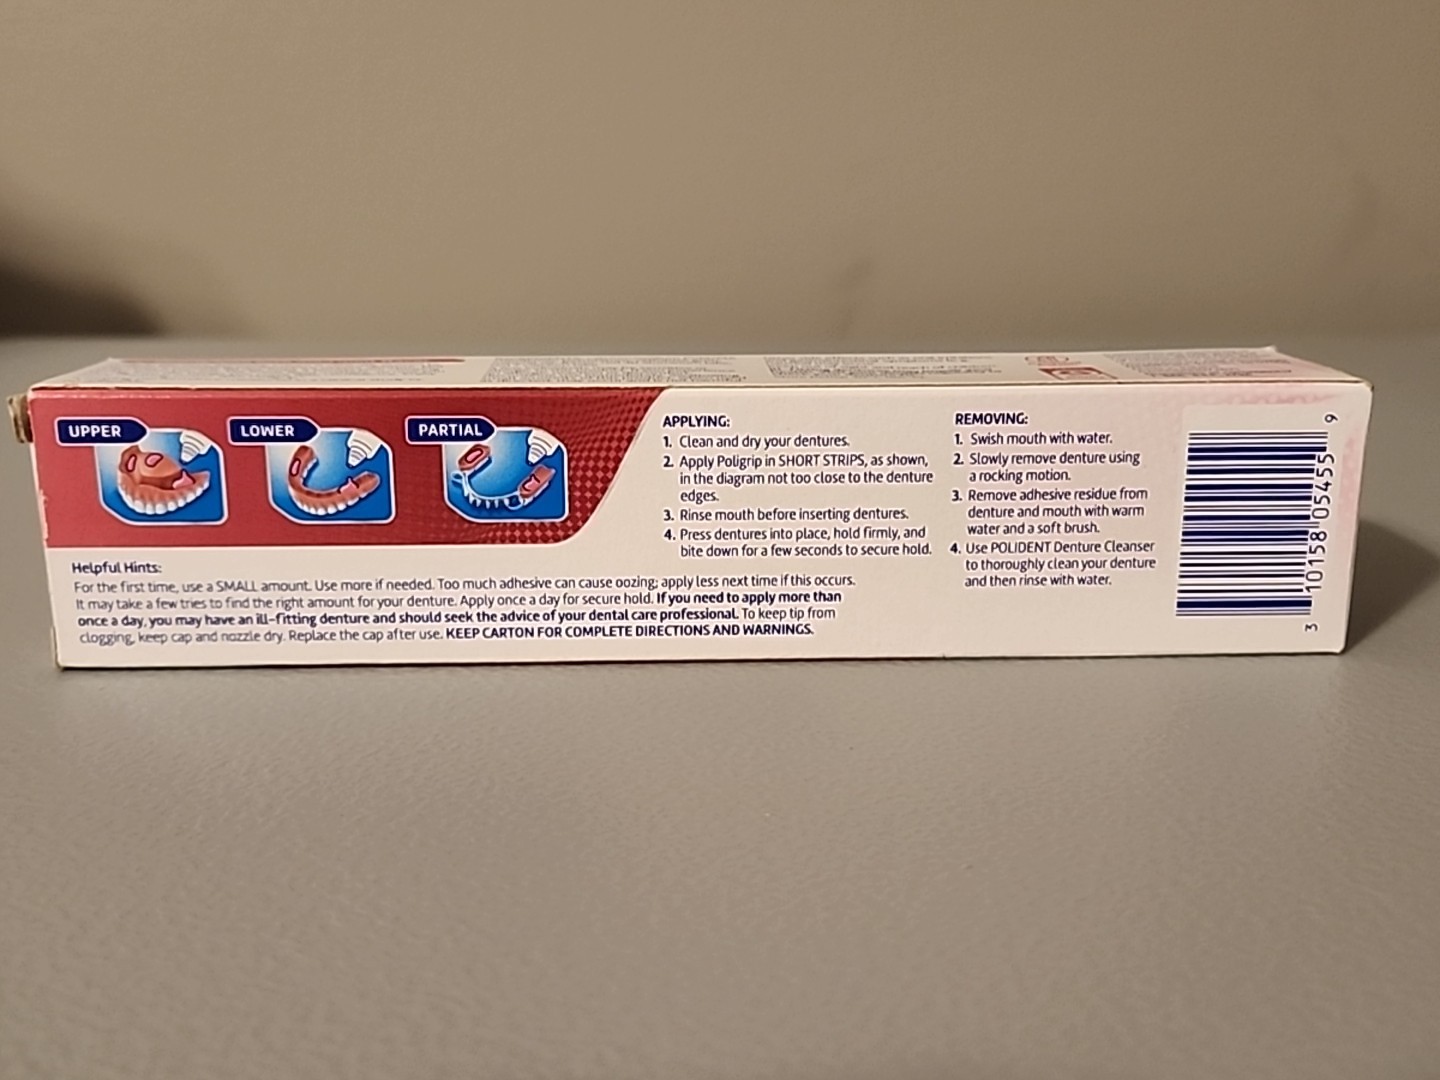 UPPER
LOWER
PARTIAL
APPLYING:
1. Clean and dry your dentures.
2. Apply Poligrip in SHORT STRIPS, as shown,
in the diagram not too close to the denture
edges.
3. Rinse mouth before inserting dentures.
4. Press dentures into place, hold firmly, and
bite down for a few seconds to secure hold.
REMOVING:
1. Swish mouth with water.
2. Slowly remove denture using
a rocking motion.
3. Remove adhesive residue from
denture and mouth with warm
water and a soft brush.
4. Use POLIDENT Denture Cleanser
to thoroughly clean your denture
and then rinse with water.
Helpful Hints:
For the first time, use a SMALL amount. Use more if needed. Too much adhesive can cause oozing; apply less next time if this occurs.
It may take a few tries to find the right amount for your denture. Apply once a day for secure hold. If you need to apply more than
once a day, you may have an ill-fitting denture and should seek the advice of your dental care professional. To keep tip from
clogging, keep cap and nozzle dry. Replace the cap after use. KEEP CARTON FOR COMPLETE DIRECTIONS AND WARNINGS.
3 10158 05455 9